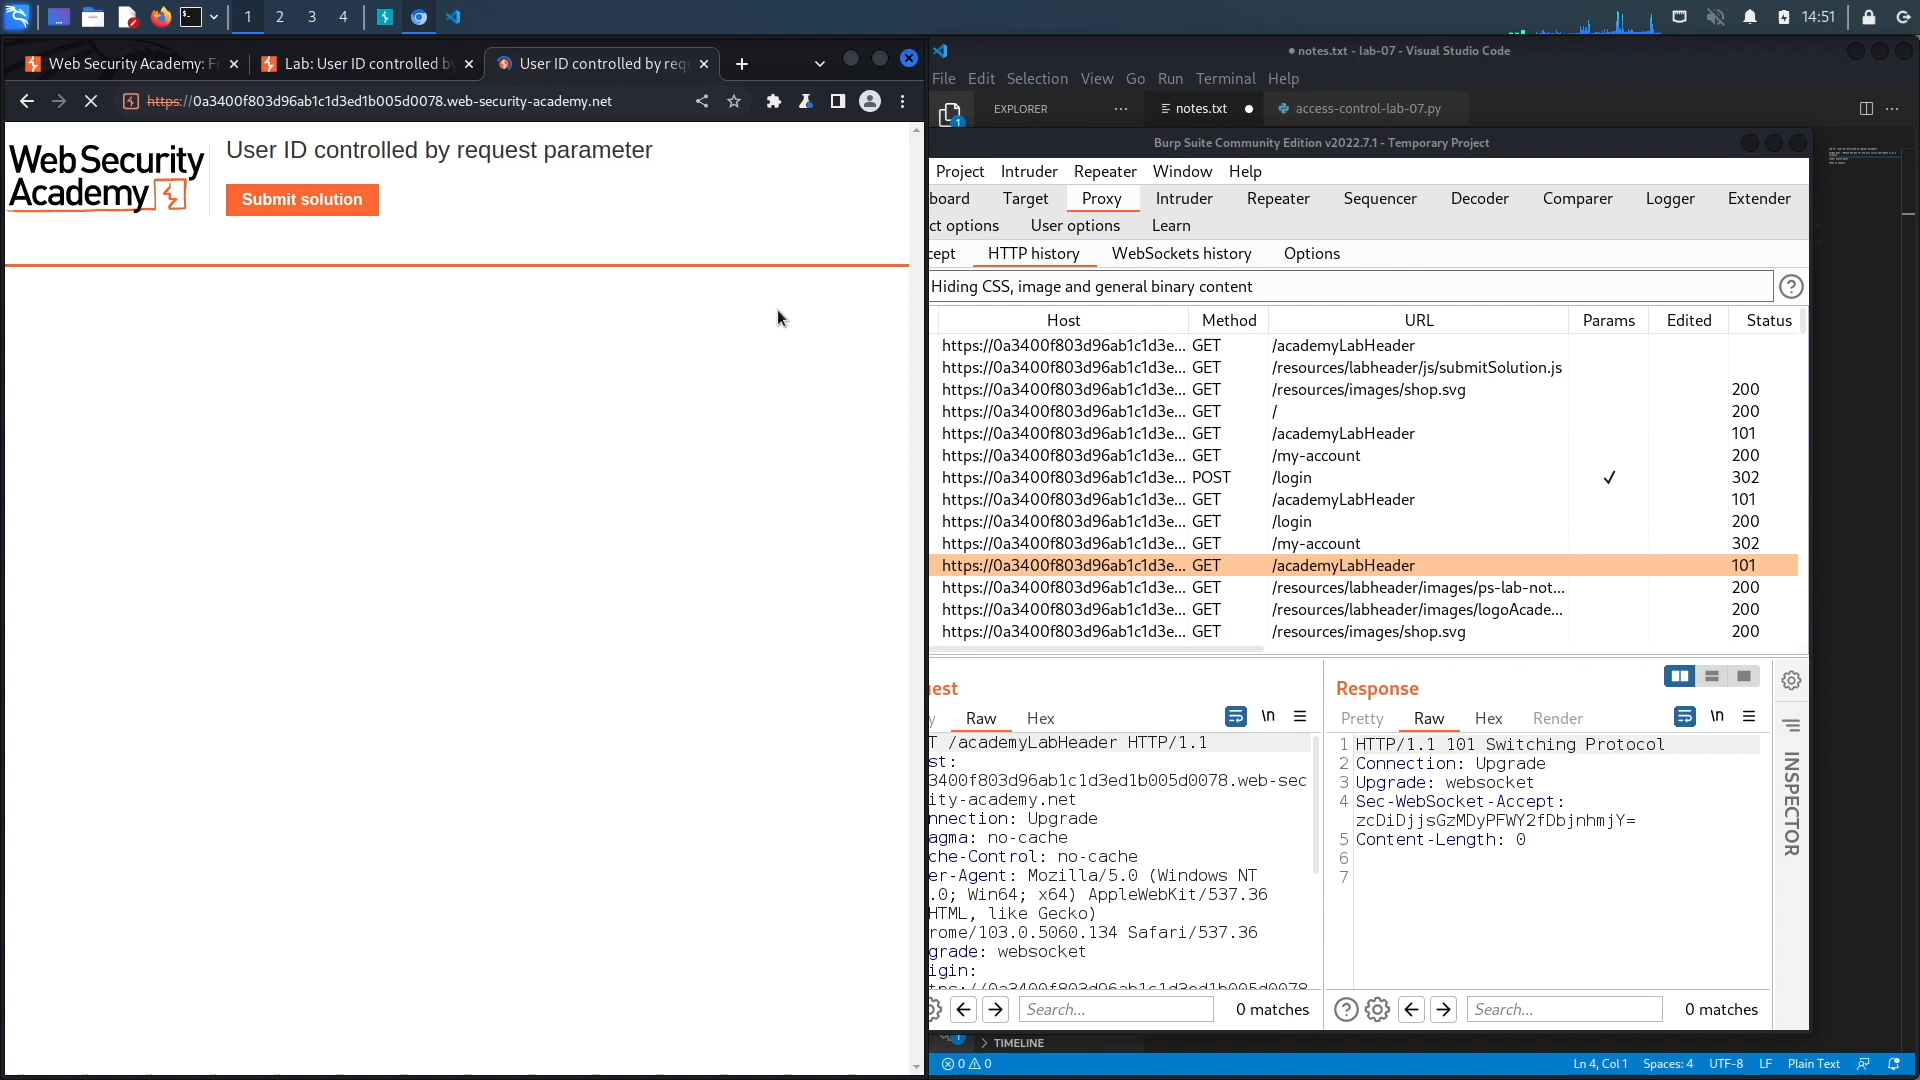 1 2 3 4
14:51
Web Security Academy: Fr
Lab: User ID controlled by
User ID controlled by requ
https://0a3400f803d96ab1c1d3ed1b005d0078.web-security-academy.net
WebSecurity
Academy
User ID controlled by request parameter
Submit solution
● notes.txt - lab-07 - Visual Studio Code
File Edit Selection View Go Run Terminal Help
EXPLORER
notes.txt
access-control-lab-07.py
Burp Suite Community Edition v2022.7.1 - Temporary Project
Project Intruder Repeater Window Help
board Target Proxy Intruder Repeater Sequencer Decoder Comparer Logger Extender
ct options User options Learn
cept HTTP history WebSockets history Options
Hiding CSS, image and general binary content
Host Method URL Params Edited Status
https://0a3400f803d96ab1c1d3e... GET /academyLabHeader
https://0a3400f803d96ab1c1d3e... GET /resources/labheader/js/submitSolution.js
https://0a3400f803d96ab1c1d3e... GET /resources/images/shop.svg 200
https://0a3400f803d96ab1c1d3e... GET / 200
https://0a3400f803d96ab1c1d3e... GET /academyLabHeader 101
https://0a3400f803d96ab1c1d3e... GET /my-account 200
https://0a3400f803d96ab1c1d3e... POST /login ✓ 302
https://0a3400f803d96ab1c1d3e... GET /academyLabHeader 101
https://0a3400f803d96ab1c1d3e... GET /login 200
https://0a3400f803d96ab1c1d3e... GET /my-account 302
https://0a3400f803d96ab1c1d3e... GET /academyLabHeader 101
https://0a3400f803d96ab1c1d3e... GET /resources/labheader/images/ps-lab-not... 200
https://0a3400f803d96ab1c1d3e... GET /resources/labheader/images/logoAcade... 200
https://0a3400f803d96ab1c1d3e... GET /resources/images/shop.svg 200
uest
y Raw Hex \n
T /academyLabHeader HTTP/1.1
st:
3400f803d96ab1c1d3ed1b005d0078.web-sec
ity-academy.net
nnection: Upgrade
agma: no-cache
che-Control: no-cache
er-Agent: Mozilla/5.0 (Windows NT
.0; Win64; x64) AppleWebKit/537.36
HTML, like Gecko)
rome/103.0.5060.134 Safari/537.36
grade: websocket
igin:
tps://0a3400f803d96ab1c1d3ed1b005d0078
Search... 0 matches
Response
Pretty Raw Hex Render \n
1 HTTP/1.1 101 Switching Protocol
2 Connection: Upgrade
3 Upgrade: websocket
4 Sec-WebSocket-Accept:
zcDiDjjsGzMDyPFWY2fDbjnhmjY=
5 Content-Length: 0
6
7
Search... 0 matches
INSPECTOR
TIMELINE
0 0
Ln 4, Col 1 Spaces: 4 UTF-8 LF Plain Text